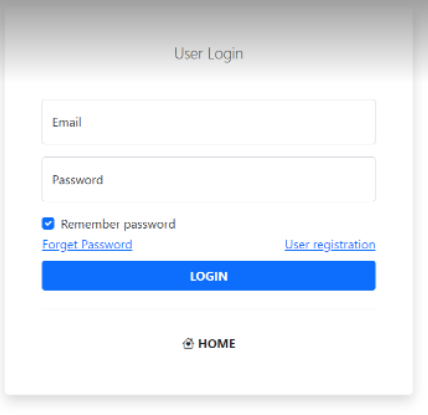 User Login
Email
Password
Remember password
Forget Password User registration
LOGIN
HOME